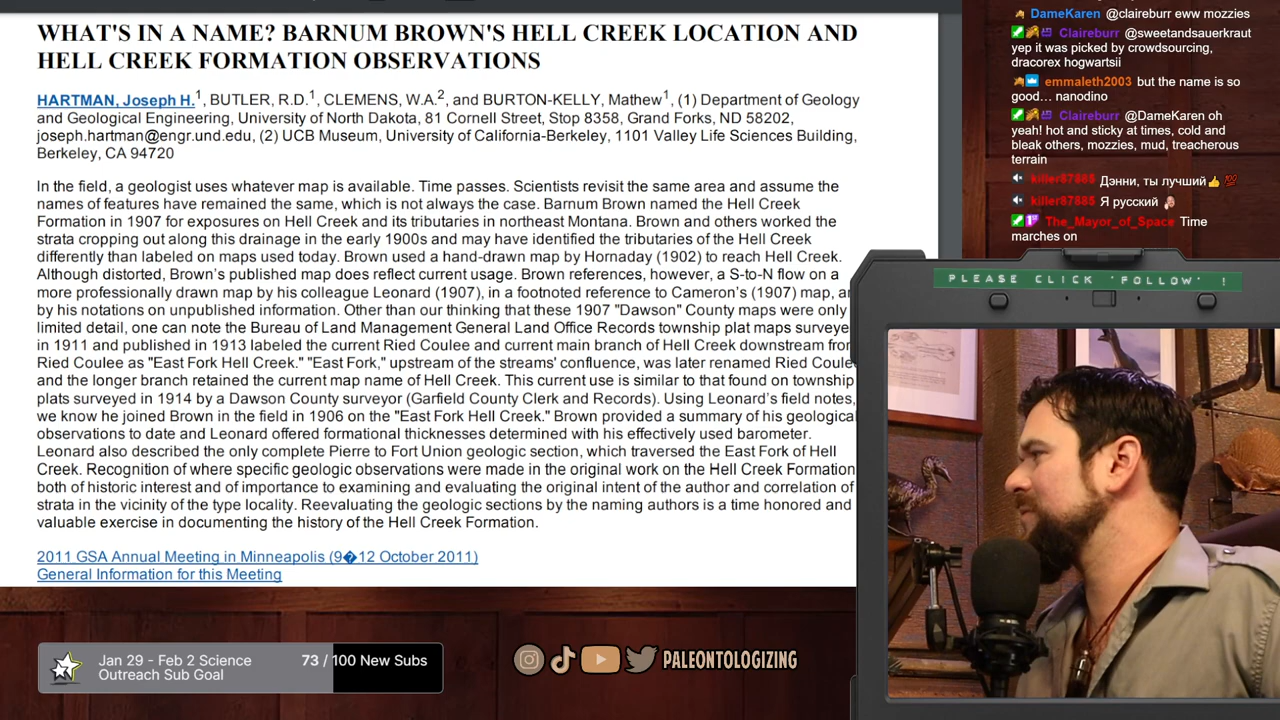 WHAT'S IN A NAME? BARNUM BROWN'S HELL CREEK LOCATION AND
HELL CREEK FORMATION OBSERVATIONS
HARTMAN, Joseph H.1, BUTLER, R.D.1, CLEMENS, W.A.2, and BURTON-KELLY, Mathew1, (1) Department of Geology
and Geological Engineering, University of North Dakota, 81 Cornell Street, Stop 8358, Grand Forks, ND 58202,
joseph.hartman@engr.und.edu, (2) UCB Museum, University of California-Berkeley, 1101 Valley Life Sciences Building,
Berkeley, CA 94720
In the field, a geologist uses whatever map is available. Time passes. Scientists revisit the same area and assume the
names of features have remained the same, which is not always the case. Barnum Brown named the Hell Creek
Formation in 1907 for exposures on Hell Creek and its tributaries in northeast Montana. Brown and others worked the
strata cropping out along this drainage in the early 1900s and may have identified the tributaries of the Hell Creek
differently than labeled on maps used today. Brown used a hand-drawn map by Hornaday (1902) to reach Hell Creek.
Although distorted, Brown's published map does reflect current usage. Brown references, however, a S-to-N flow on a
more professionally drawn map by his colleague Leonard (1907), in a footnoted reference to Cameron's (1907) map, an
by his notations on unpublished information. Other than our thinking that these 1907 "Dawson" County maps were only
limited detail, one can note the Bureau of Land Management General Land Office Records township plat maps surveye
in 1911 and published in 1913 labeled the current Ried Coulee and current main branch of Hell Creek downstream from
Ried Coulee as "East Fork Hell Creek." "East Fork," upstream of the streams' confluence, was later renamed Ried Coulee
and the longer branch retained the current map name of Hell Creek. This current use is similar to that found on township
plats surveyed in 1914 by a Dawson County surveyor (Garfield County Clerk and Records). Using Leonard's field notes,
we know he joined Brown in the field in 1906 on the "East Fork Hell Creek." Brown provided a summary of his geological
observations to date and Leonard offered formational thicknesses determined with his effectively used barometer.
Leonard also described the only complete Pierre to Fort Union geologic section, which traversed the East Fork of Hell
Creek. Recognition of where specific geologic observations were made in the original work on the Hell Creek Formation
both of historic interest and of importance to examining and evaluating the original intent of the author and correlation of
strata in the vicinity of the type locality. Reevaluating the geologic sections by the naming authors is a time honored and
valuable exercise in documenting the history of the Hell Creek Formation.
2011 GSA Annual Meeting in Minneapolis (9�12 October 2011)
General Information for this Meeting
DameKaren @claireburr eww mozzies
Claireburr @sweetandsauerkraut
yep it was picked by crowdsourcing,
dracorex hogwartsii
emmaleth2003 but the name is so
good... nanodino
Claireburr @DameKaren oh
yeah! hot and sticky at times, cold and
bleak others, mozzies, mud, treacherous
terrain
killer87885 Дэнни, ты лучший👍 💯
killer87885 Я русский
The_Mayor_of_Space Time
marches on
PLEASE CLICK 'FOLLOW' !
Jan 29 - Feb 2 Science
Outreach Sub Goal
73 / 100 New Subs
PALEONTOLOGIZING